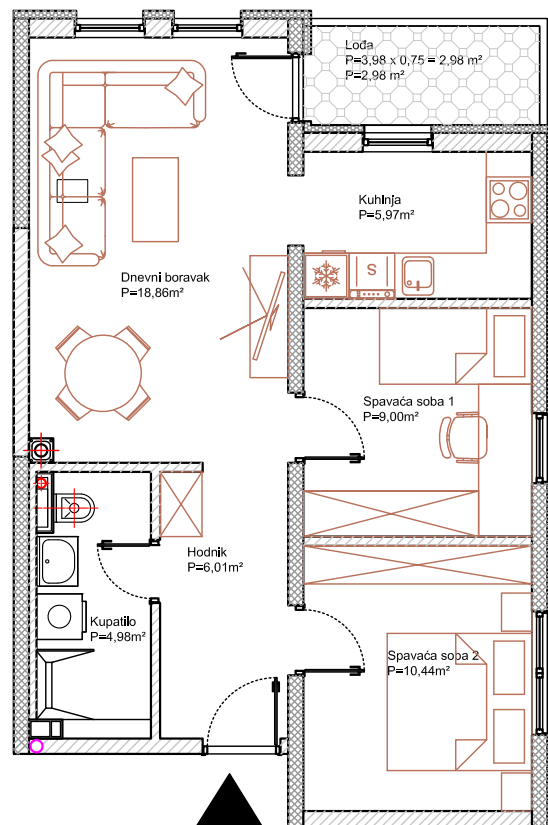 Lođa
P=3,98 x 0,75 = 2,98 m²
P=2,98 m²
Kuhinja
P=5,97m²
S
Dnevni boravak
P=18,86m²
Spavaća soba 1
P=9,00m²
Hodnik
P=6,01m²
Kupatilo
P=4,98m²
Spavaća soba 2
P=10,44m²